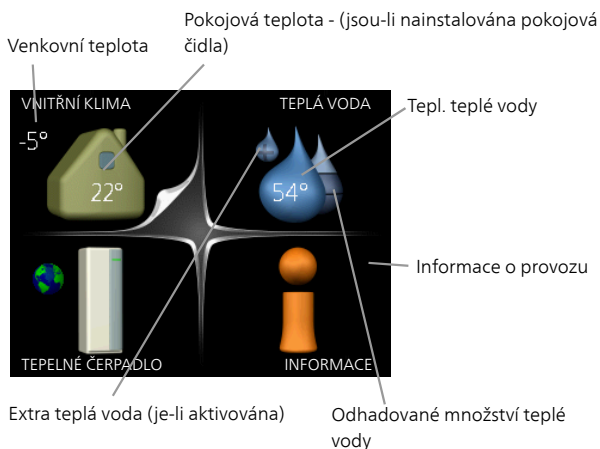 Pokojová teplota - (jsou-li nainstalována pokojová
čidla)
Venkovní teplota
VNITŘNÍ KLIMA
TEPLÁ VODA
Tepl. teplé vody
-5°
22°
54°
Informace o provozu
TEPELNÉ ČERPADLO
INFORMACE
Extra teplá voda (je-li aktivována)
Odhadované množství teplé
vody